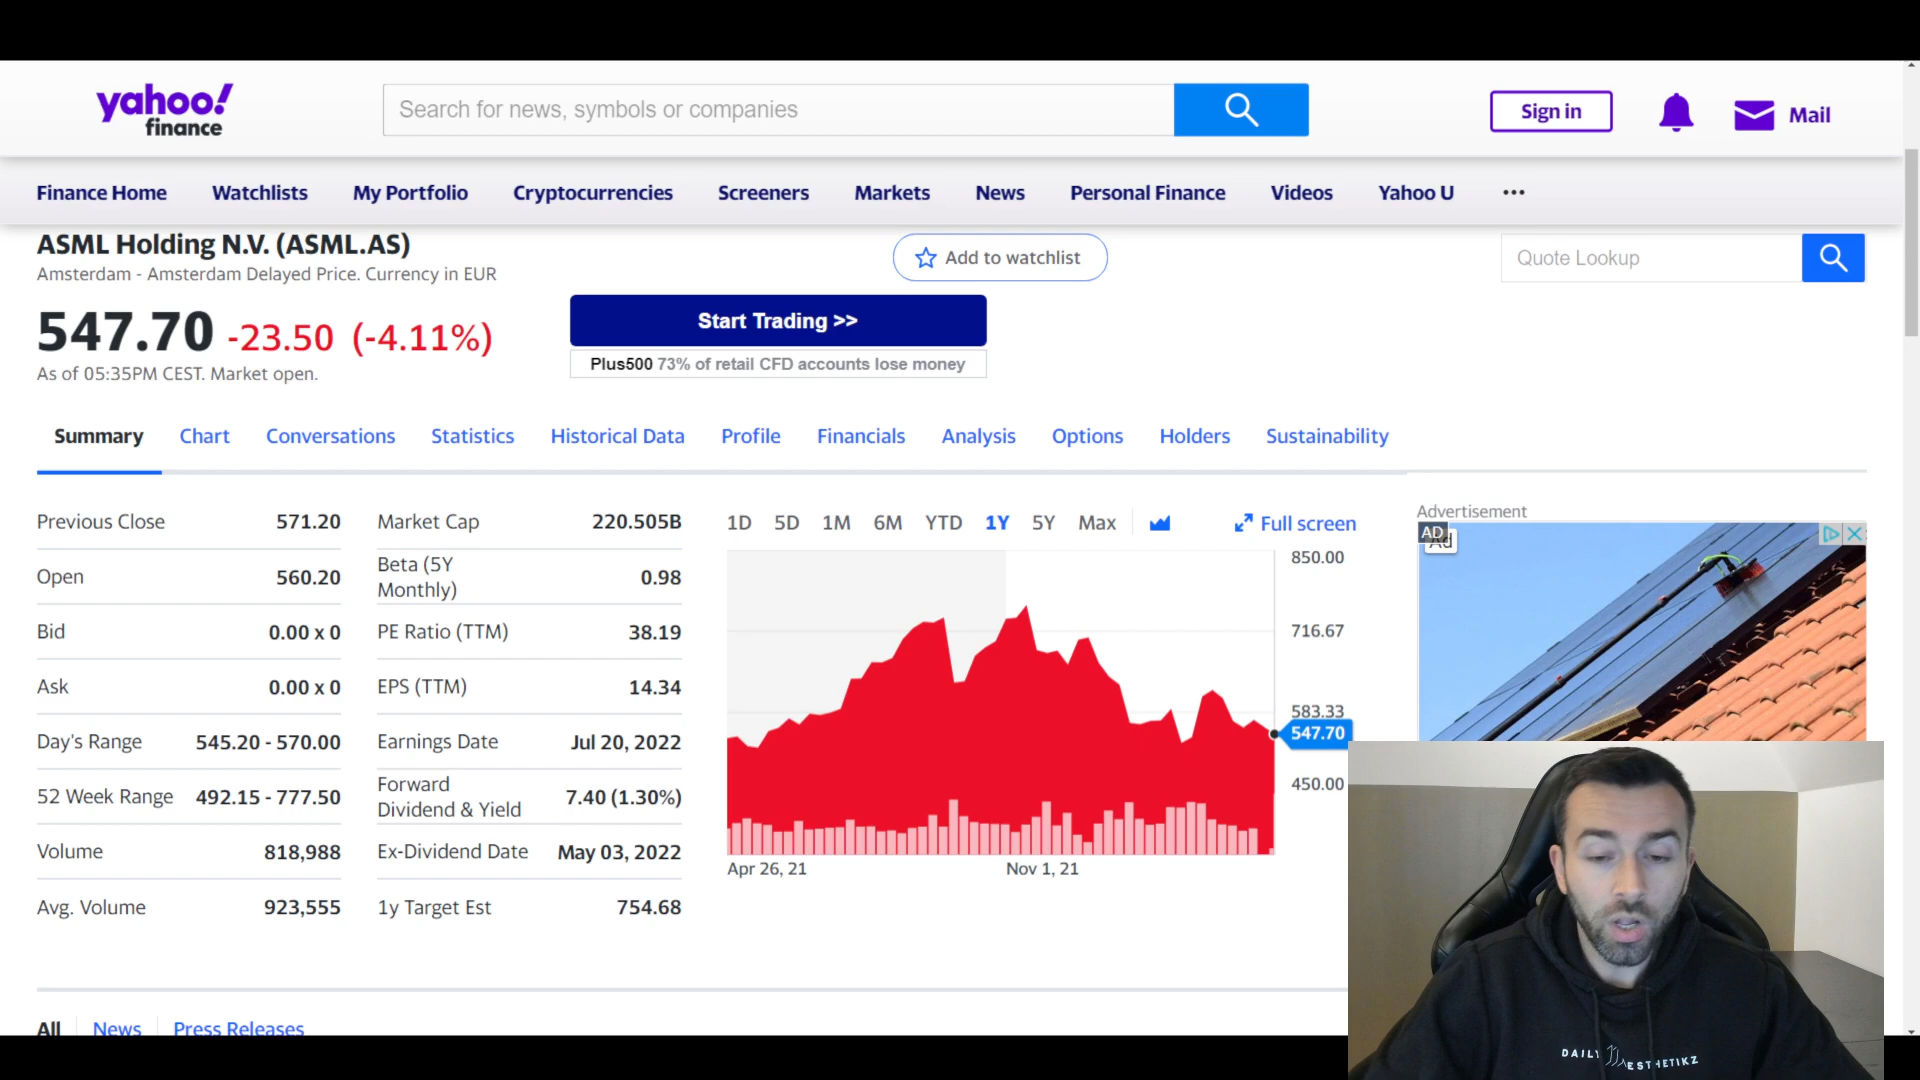 yahoo!
finance
Search for news, symbols or companies
Sign in
Mail
Finance Home Watchlists My Portfolio Cryptocurrencies Screeners Markets News Personal Finance Videos Yahoo U ...
ASML Holding N.V. (ASML.AS)
Amsterdam - Amsterdam Delayed Price. Currency in EUR
Add to watchlist
Quote Lookup
547.70 -23.50 (-4.11%)
As of 05:35PM CEST. Market open.
Start Trading >>
Plus500 73% of retail CFD accounts lose money
Summary Chart Conversations Statistics Historical Data Profile Financials Analysis Options Holders Sustainability
Previous Close 571.20
Open 560.20
Bid 0.00 x 0
Ask 0.00 x 0
Day's Range 545.20 - 570.00
52 Week Range 492.15 - 777.50
Volume 818,988
Avg. Volume 923,555
Market Cap 220.505B
Beta (5Y
Monthly) 0.98
PE Ratio (TTM) 38.19
EPS (TTM) 14.34
Earnings Date Jul 20, 2022
Forward
Dividend & Yield 7.40 (1.30%)
Ex-Dividend Date May 03, 2022
1y Target Est 754.68
1D 5D 1M 6M YTD 1Y 5Y Max
Full screen
850.00
716.67
583.33
547.70
450.00
Apr 26, 21 Nov 1, 21
Advertisement
AD
Ad
All News Press Releases
DAILY ESTHETIKZ